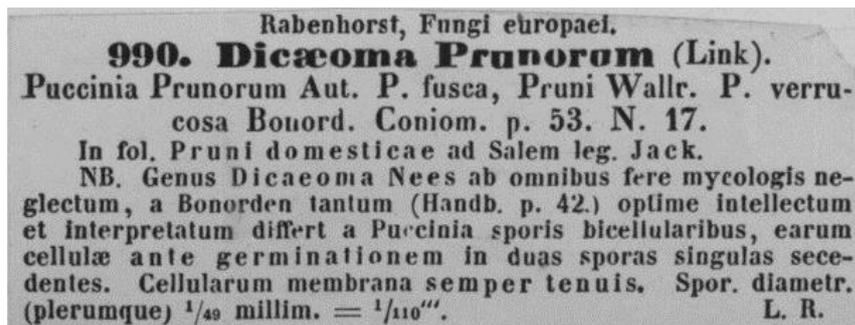 Rabenhorst, Fungi europaei.
990. Dicæoma Prunorum (Link).
Puccinia Prunorum Aut. P. fusca, Pruni Wallr. P. verru-
cosa Bonord. Coniom. p. 53. N. 17.
In fol. Pruni domesticae ad Salem leg. Jack.
NB. Genus Dicaeoma Nees ab omnibus fere mycologis ne-
glectum, a Bonorden tantum (Handb. p. 42.) optime intellectum
et interpretatum differt a Puccinia sporis bicellularibus, earum
cellulæ ante germinationem in duas sporas singulas sece-
dentes. Cellularum membrana semper tenuis. Spor. diametr.
(plerumque) 1/49 millim. = 1/110‴. L. R.